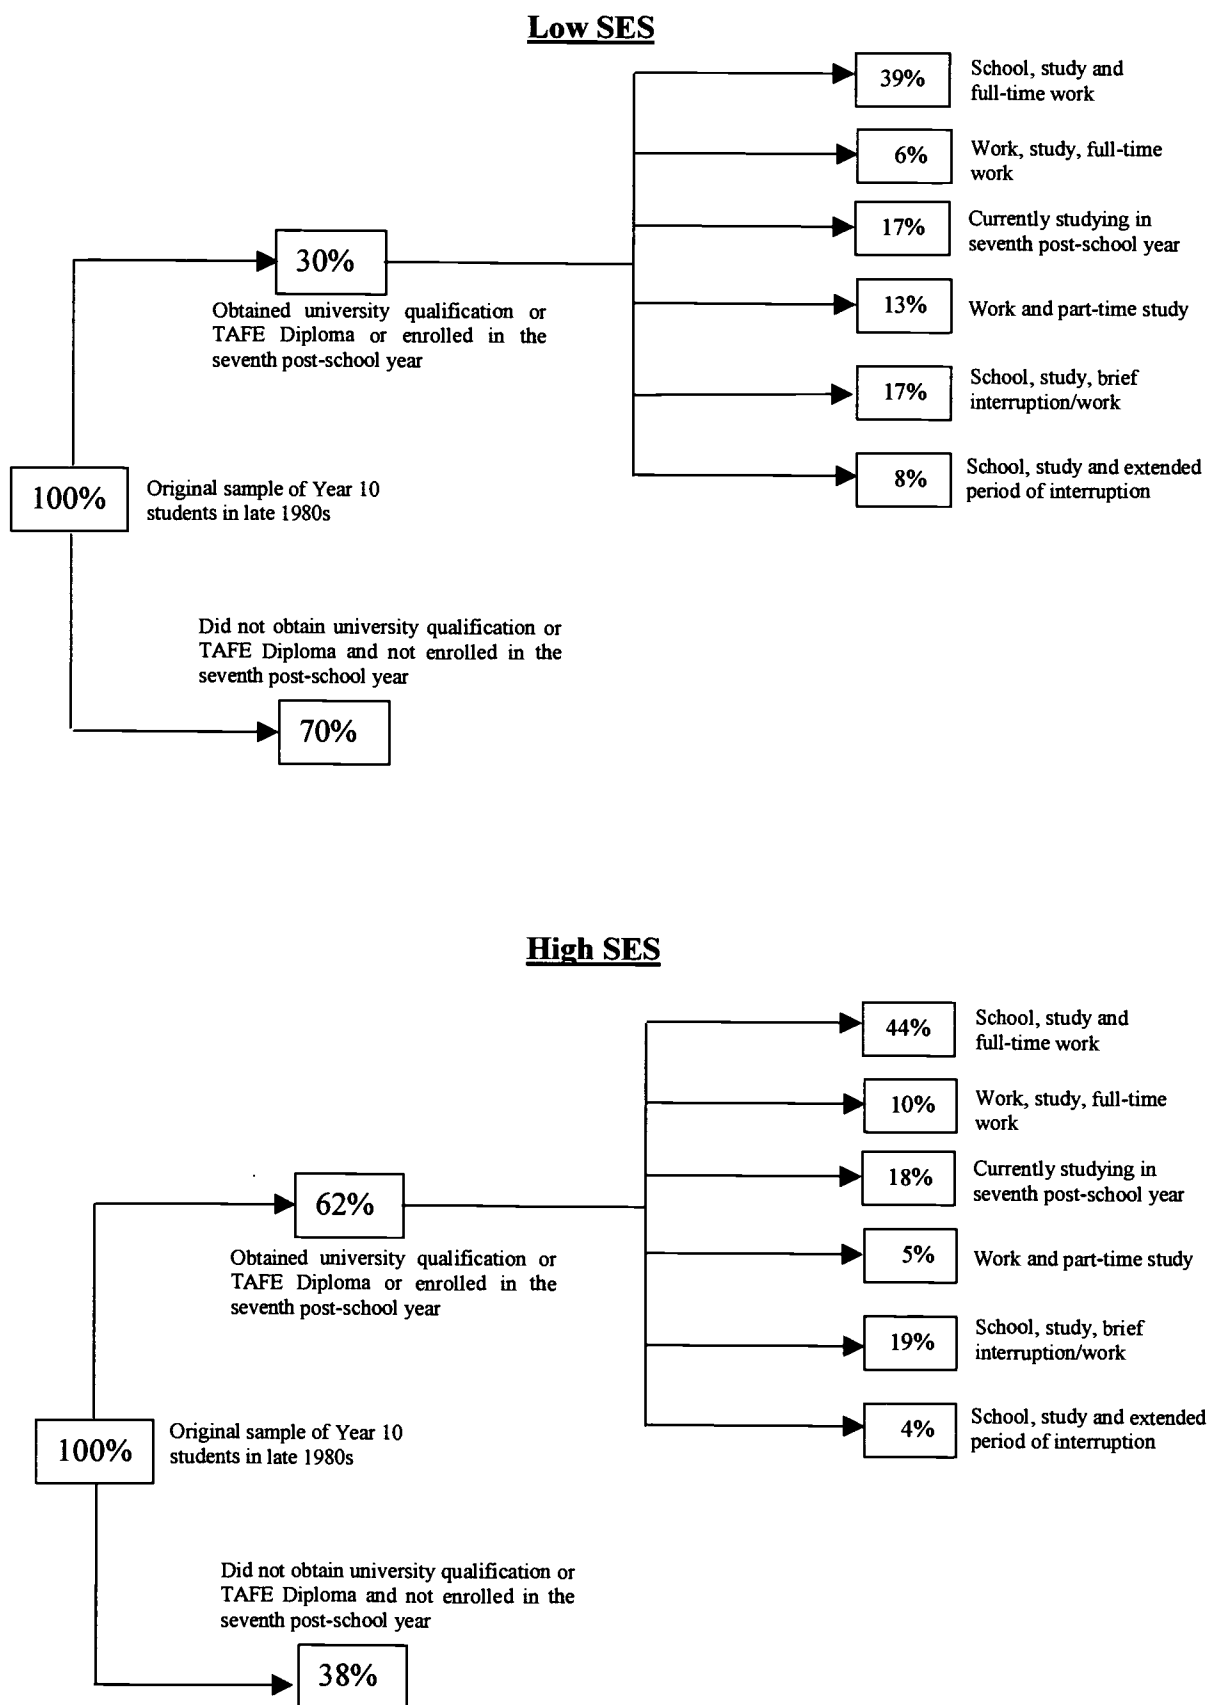 Low SES
39%
School, study and
full-time work
6%
Work, study, full-time
work
17%
Currently studying in
seventh post-school year
30%
Obtained university qualification or
TAFE Diploma or enrolled in the
seventh post-school year
13%
Work and part-time study
17%
School, study, brief
interruption/work
8%
School, study and extended
period of interruption
100%
Original sample of Year 10
students in late 1980s
Did not obtain university qualification or
TAFE Diploma and not enrolled in the
seventh post-school year
70%
High SES
44%
School, study and
full-time work
10%
Work, study, full-time
work
18%
Currently studying in
seventh post-school year
62%
Obtained university qualification or
TAFE Diploma or enrolled in the
seventh post-school year
5%
Work and part-time study
19%
School, study, brief
interruption/work
4%
School, study and extended
period of interruption
100%
Original sample of Year 10
students in late 1980s
Did not obtain university qualification or
TAFE Diploma and not enrolled in the
seventh post-school year
38%